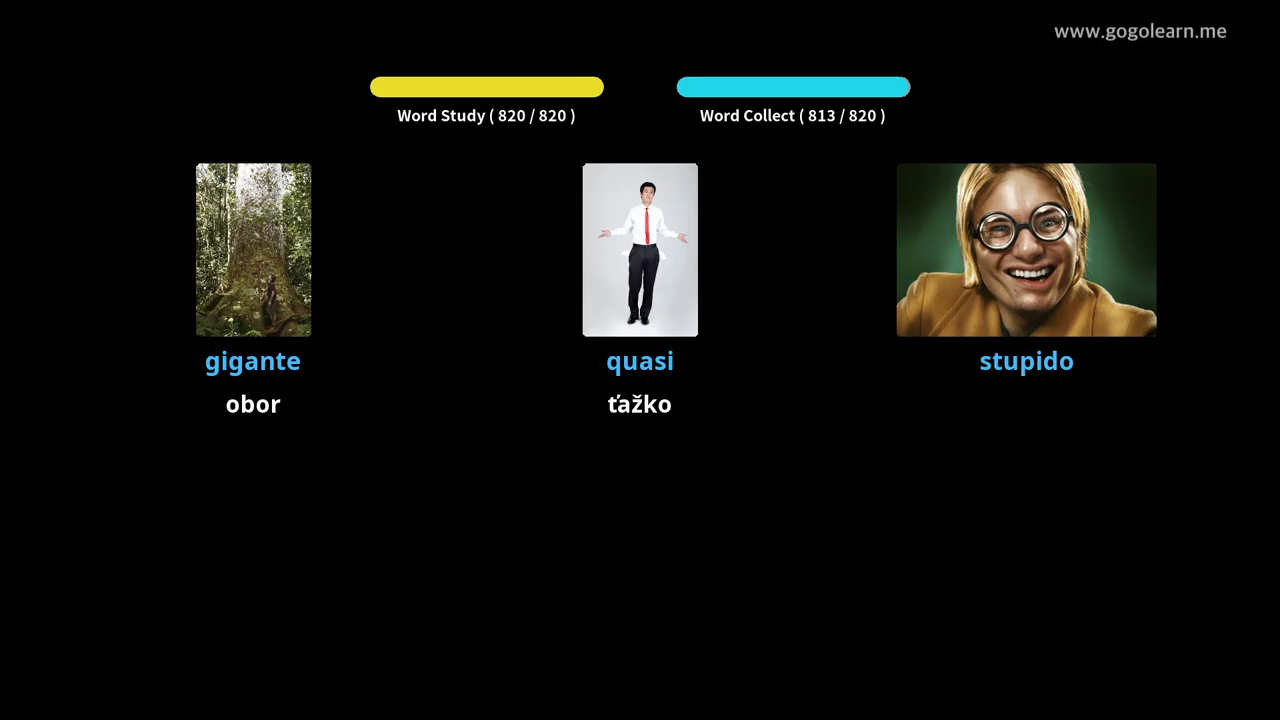 www.gogolearn.me
Word Study ( 820 / 820 )
Word Collect ( 813 / 820 )
gigante
quasi
stupido
obor
ťažko